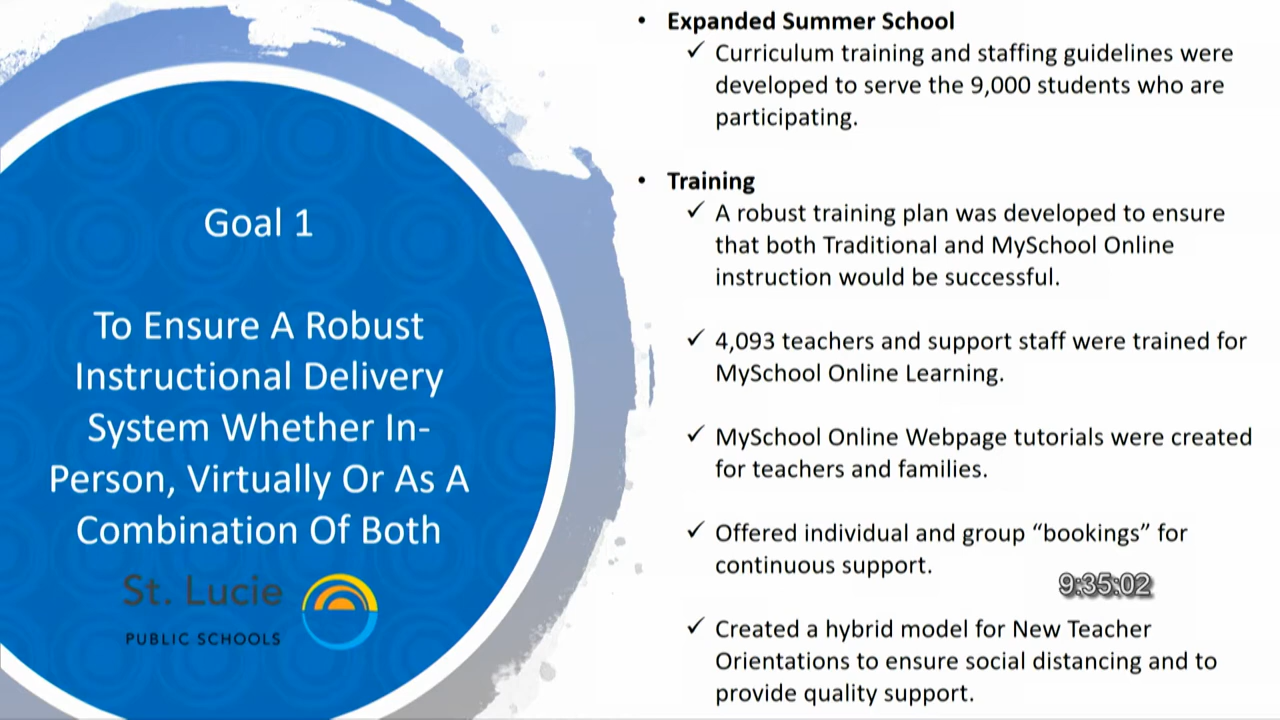 Goal 1
To Ensure A Robust
Instructional Delivery
System Whether In-
Person, Virtually Or As A
Combination Of Both
St. Lucie
PUBLIC SCHOOLS
• Expanded Summer School
✓ Curriculum training and staffing guidelines were
developed to serve the 9,000 students who are
participating.
• Training
✓ A robust training plan was developed to ensure
that both Traditional and MySchool Online
instruction would be successful.
✓ 4,093 teachers and support staff were trained for
MySchool Online Learning.
✓ MySchool Online Webpage tutorials were created
for teachers and families.
✓ Offered individual and group “bookings” for
continuous support.
9:35:02
✓ Created a hybrid model for New Teacher
Orientations to ensure social distancing and to
provide quality support.